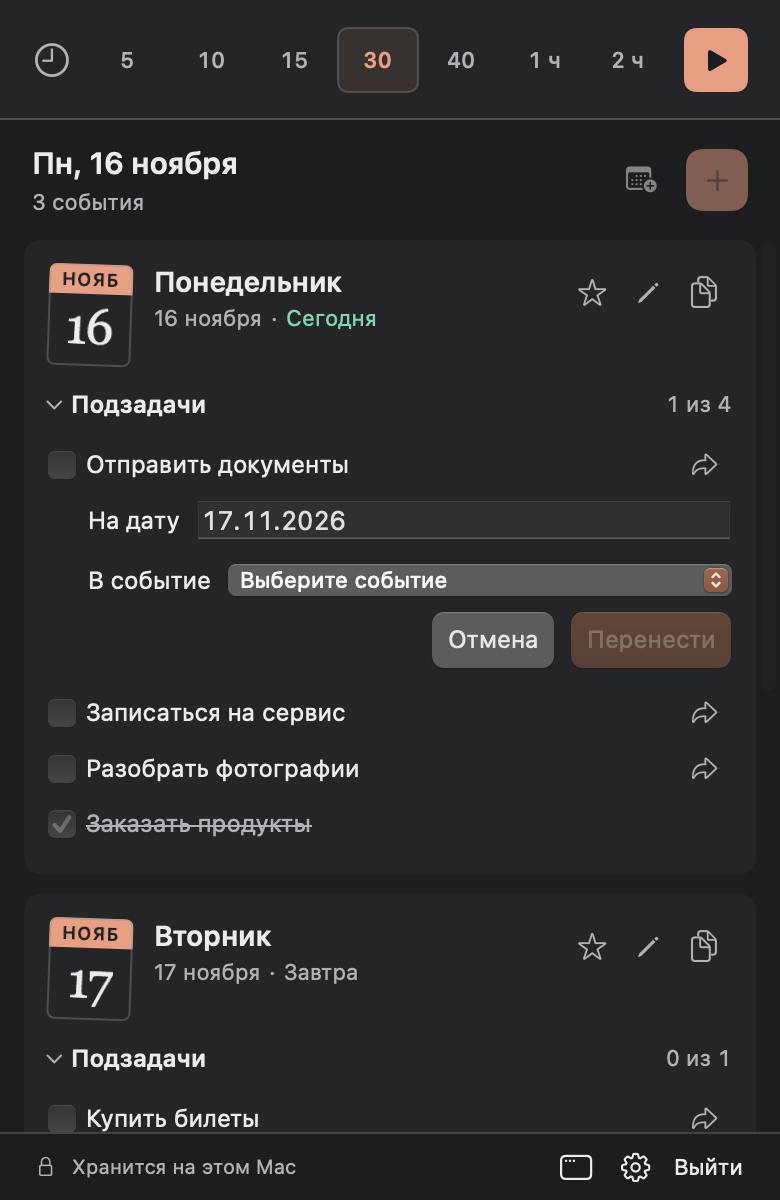 5 10 15 30 40 1 ч 2 ч
Пн, 16 ноября
3 события
НОЯБ
16
Понедельник
16 ноября · Сегодня
Подзадачи 1 из 4
Отправить документы
На дату 17.11.2026
В событие Выберите событие
Отмена Перенести
Записаться на сервис
Разобрать фотографии
Заказать продукты
НОЯБ
17
Вторник
17 ноября · Завтра
Подзадачи 0 из 1
Купить билеты
Хранится на этом Mac Выйти